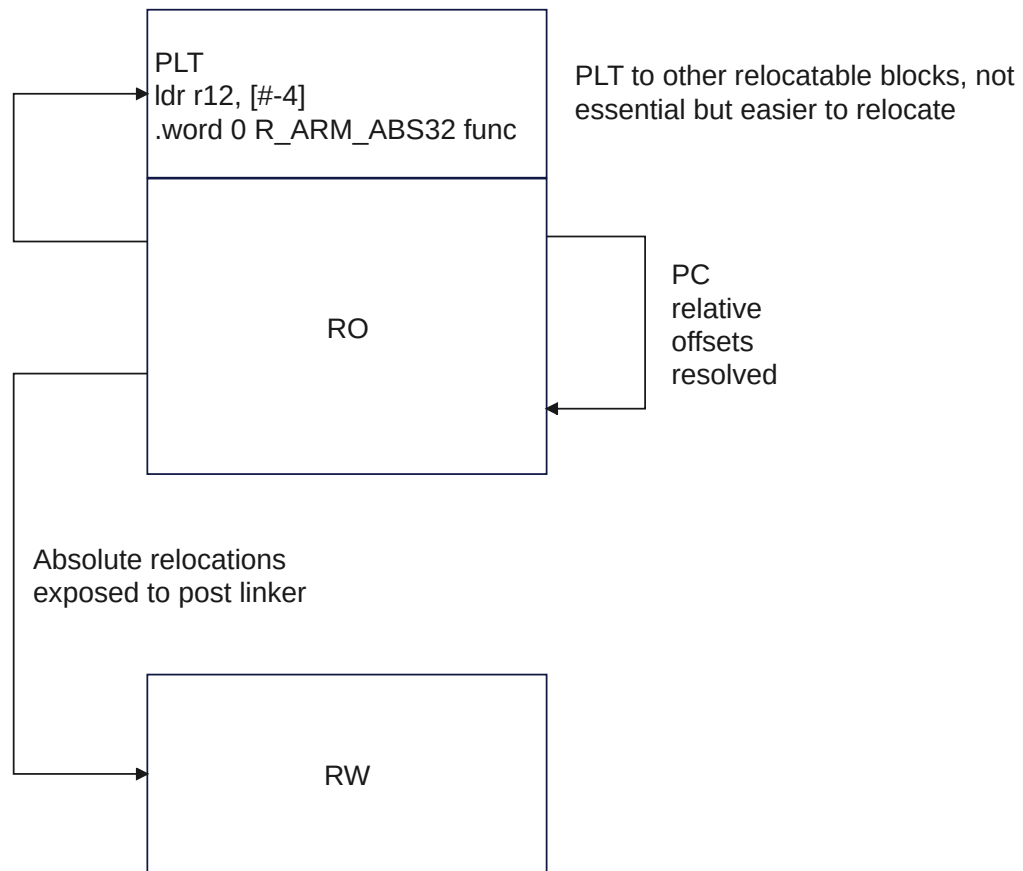 PLT
ldr r12, [#-4]
.word 0 R_ARM_ABS32 func
PLT to other relocatable blocks, not
essential but easier to relocate
RO
PC
relative
offsets
resolved
Absolute relocations
exposed to post linker
RW